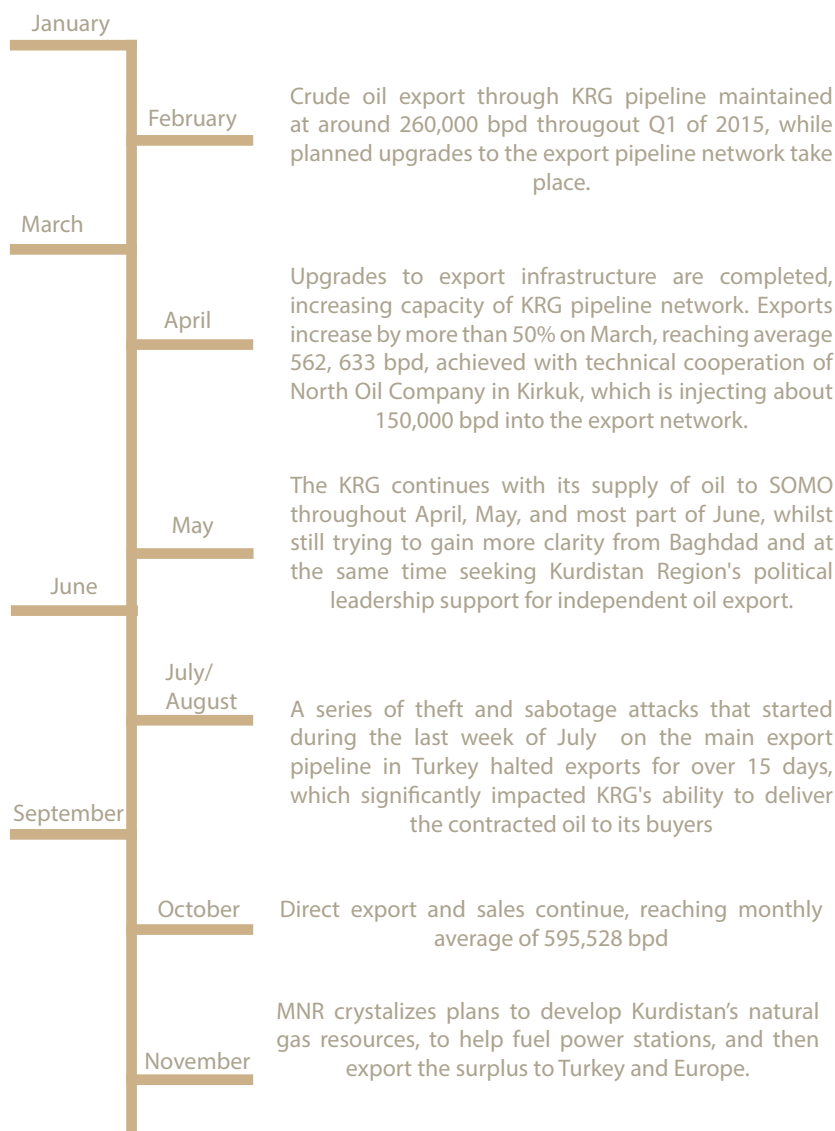 January
February
Crude oil export through KRG pipeline maintained
at around 260,000 bpd througout Q1 of 2015, while
planned upgrades to the export pipeline network take
place.
March
April
Upgrades to export infrastructure are completed,
increasing capacity of KRG pipeline network. Exports
increase by more than 50% on March, reaching average
562, 633 bpd, achieved with technical cooperation of
North Oil Company in Kirkuk, which is injecting about
150,000 bpd into the export network.
May
The KRG continues with its supply of oil to SOMO
throughout April, May, and most part of June, whilst
still trying to gain more clarity from Baghdad and at
the same time seeking Kurdistan Region's political
leadership support for independent oil export.
June
July/
August
A series of theft and sabotage attacks that started
during the last week of July on the main export
pipeline in Turkey halted exports for over 15 days,
which significantly impacted KRG's ability to deliver
the contracted oil to its buyers
September
October
Direct export and sales continue, reaching monthly
average of 595,528 bpd
November
MNR crystalizes plans to develop Kurdistan’s natural
gas resources, to help fuel power stations, and then
export the surplus to Turkey and Europe.